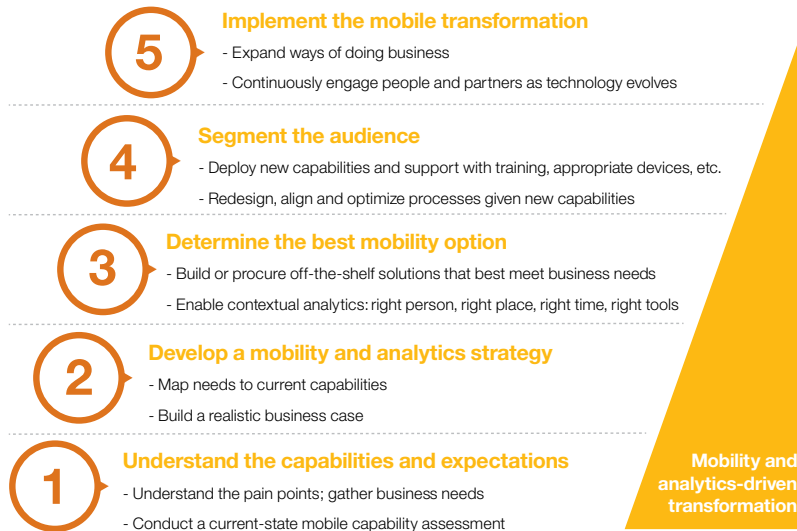 5
Implement the mobile transformation
- Expand ways of doing business
- Continuously engage people and partners as technology evolves
4
Segment the audience
- Deploy new capabilities and support with training, appropriate devices, etc.
- Redesign, align and optimize processes given new capabilities
3
Determine the best mobility option
- Build or procure off-the-shelf solutions that best meet business needs
- Enable contextual analytics: right person, right place, right time, right tools
2
Develop a mobility and analytics strategy
- Map needs to current capabilities
- Build a realistic business case
1
Understand the capabilities and expectations
- Understand the pain points; gather business needs
- Conduct a current-state mobile capability assessment
Mobility and
analytics-driven
transformation